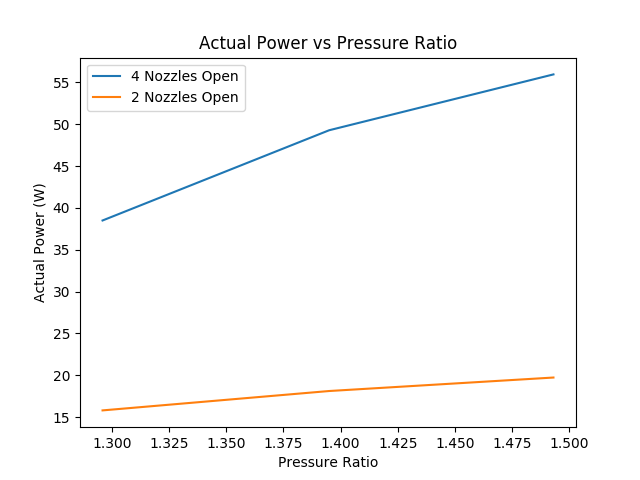 Actual Power vs Pressure Ratio
4 Nozzles Open
2 Nozzles Open
Actual Power (W)
55
50
45
40
35
30
25
20
15
1.300 1.325 1.350 1.375 1.400 1.425 1.450 1.475 1.500
Pressure Ratio